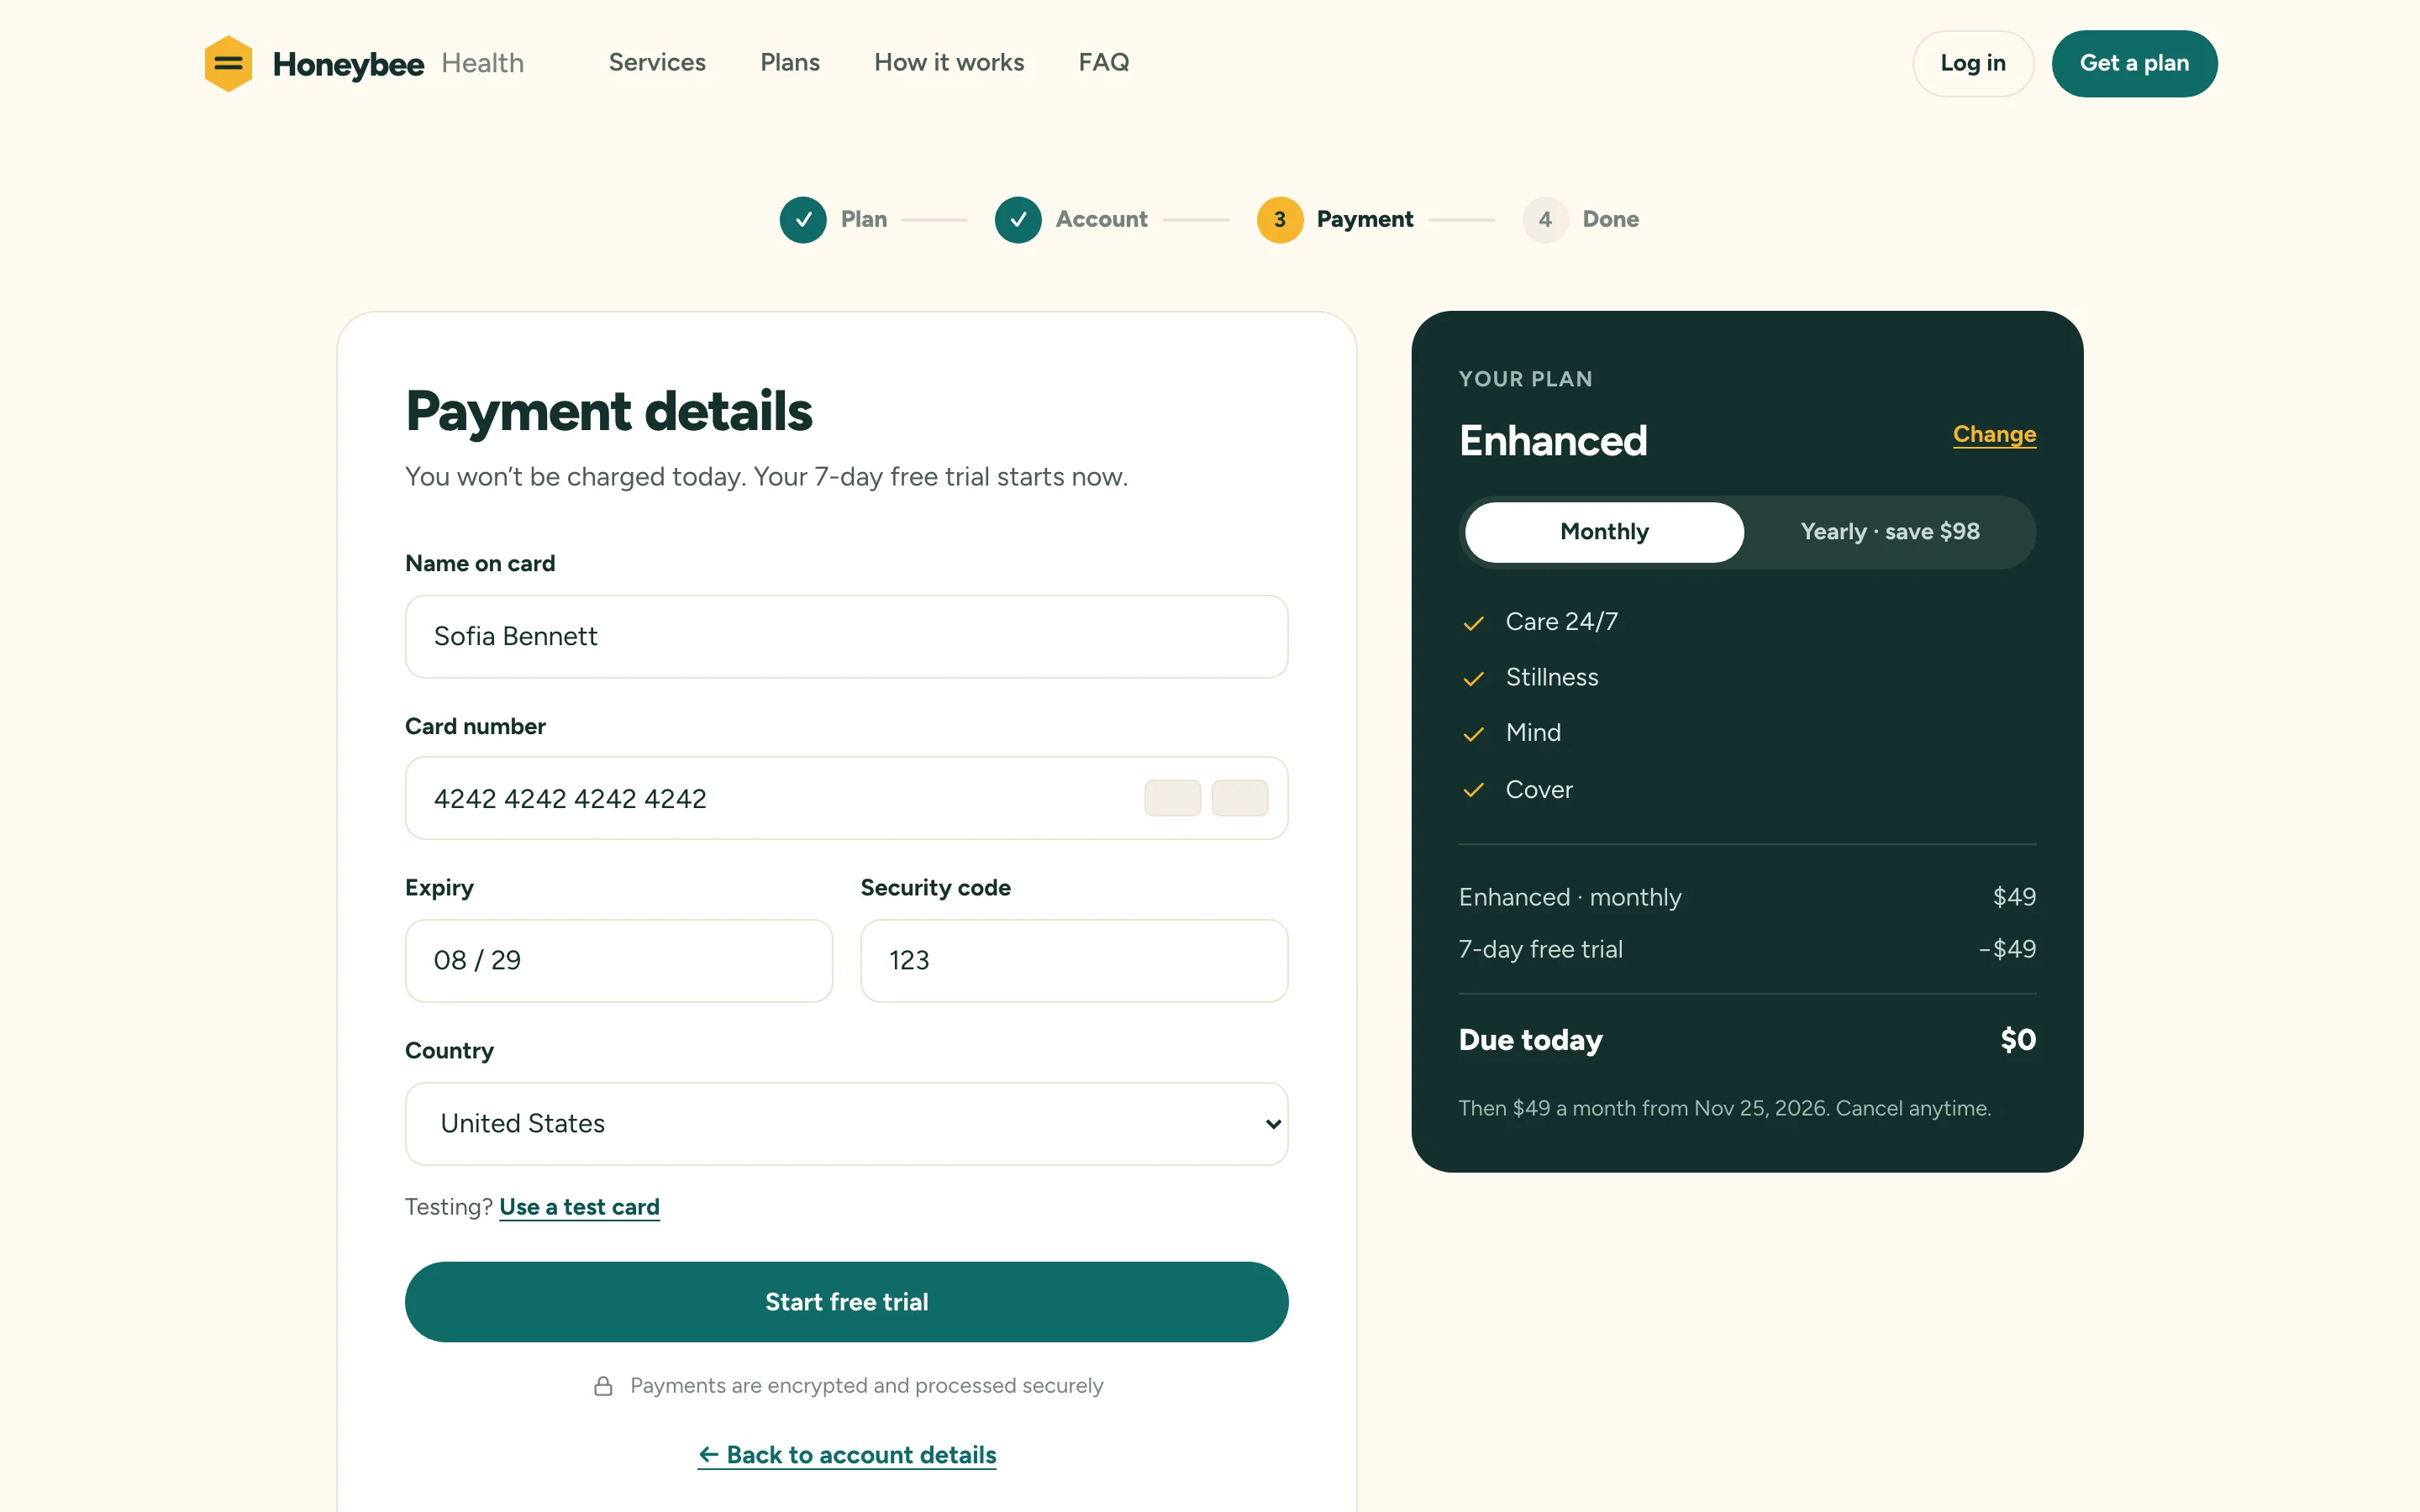 Honeybee Health
Services
Plans
How it works
FAQ
Log in
Get a plan
Plan
Account
3 Payment
4 Done
Payment details
You won’t be charged today. Your 7-day free trial starts now.
Name on card
Sofia Bennett
Card number
4242 4242 4242 4242
Expiry
Security code
08 / 29
123
Country
United States
Testing? Use a test card
Start free trial
Payments are encrypted and processed securely
← Back to account details
YOUR PLAN
Enhanced
Change
Monthly
Yearly · save $98
Care 24/7
Stillness
Mind
Cover
Enhanced · monthly $49
7-day free trial −$49
Due today $0
Then $49 a month from Nov 25, 2026. Cancel anytime.